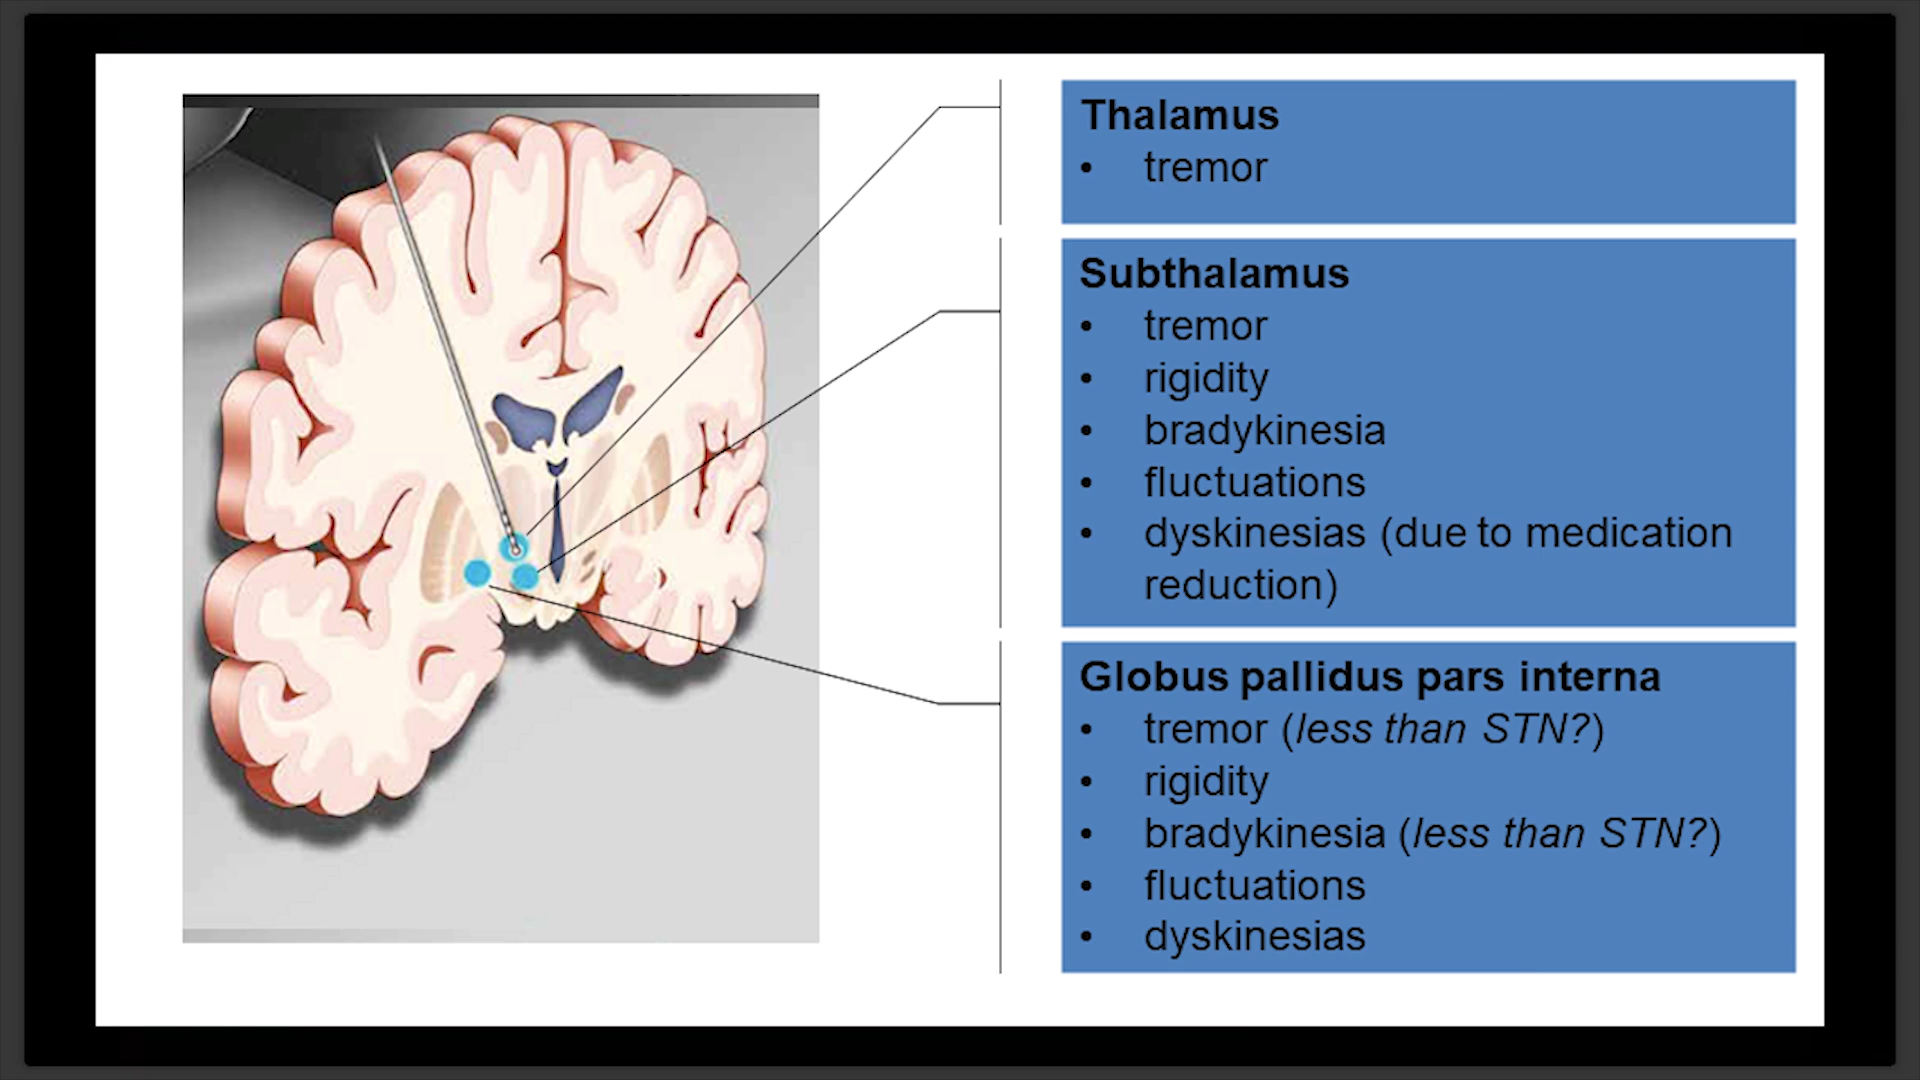 Thalamus
• tremor
Subthalamus
• tremor
• rigidity
• bradykinesia
• fluctuations
• dyskinesias (due to medication
reduction)
Globus pallidus pars interna
• tremor (less than STN?)
• rigidity
• bradykinesia (less than STN?)
• fluctuations
• dyskinesias